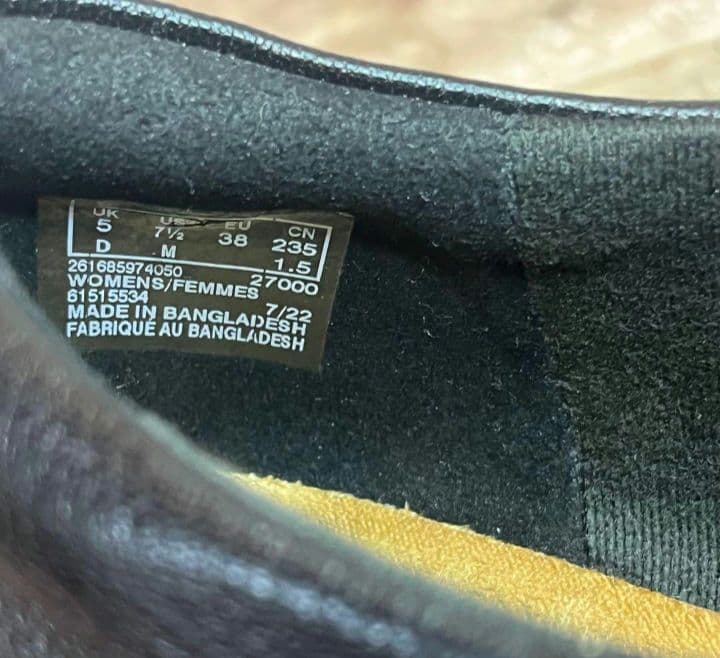 UK US EU CN
5 7½ 38 235
D M 1.5
261685974050 27000
WOMENS/FEMMES
61515534 7/22
MADE IN BANGLADESH
FABRIQUÉ AU BANGLADESH